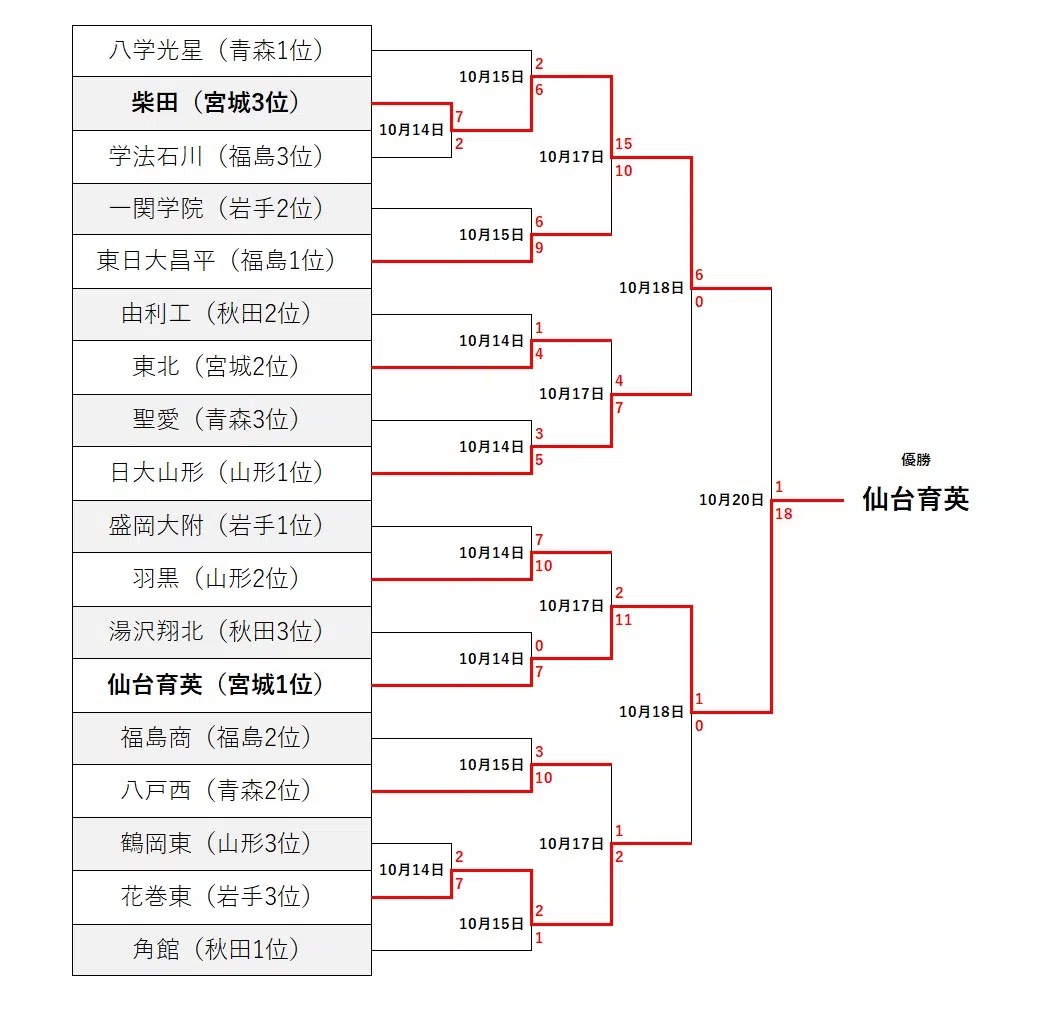 八学光星（青森1位）
柴田（宮城3位）
学法石川（福島3位）
一関学院（岩手2位）
東日大昌平（福島1位）
由利工（秋田2位）
東北（宮城2位）
聖愛（青森3位）
日大山形（山形1位）
盛岡大附（岩手1位）
羽黒（山形2位）
湯沢翔北（秋田3位）
仙台育英（宮城1位）
福島商（福島2位）
八戸西（青森2位）
鶴岡東（山形3位）
花巻東（岩手3位）
角館（秋田1位）
10月14日
7
2
10月14日
2
7
10月15日
2
6
10月15日
6
9
10月14日
1
4
10月14日
3
5
10月14日
7
10
10月14日
0
7
10月15日
3
10
10月15日
2
1
10月17日
15
10
10月17日
4
7
10月17日
2
11
10月17日
1
2
10月18日
6
0
10月18日
1
0
10月20日
1
18
優勝
仙台育英